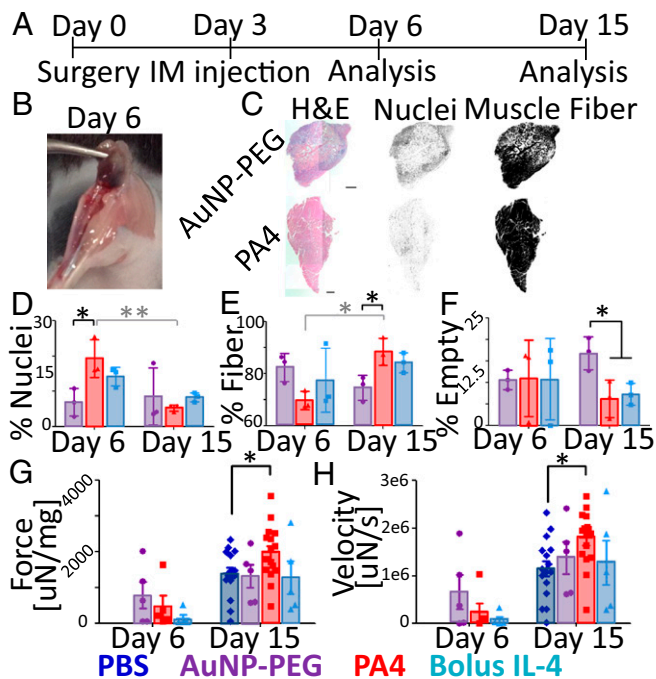 A
Day 0 Day 3 Day 6 Day 15
Surgery IM injection Analysis Analysis
B
Day 6
C
H&E Nuclei Muscle Fiber
AuNP-PEG
PA4
D
% Nuclei
30
15
0
*
**
Day 6 Day 15
E
% Fiber
100
80
60
*
*
Day 6 Day 15
F
% Empty
25
12.5
0
*
Day 6 Day 15
G
Force
[uN/mg]
4000
2000
0
*
Day 6 Day 15
H
Velocity
[uN/s]
3e6
2e6
1e6
0
*
Day 6 Day 15
PBS AuNP-PEG PA4 Bolus IL-4